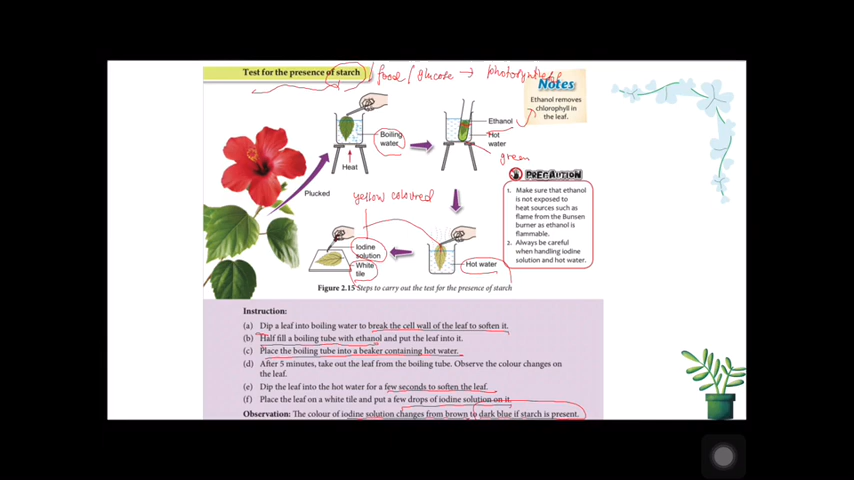 Test for the presence of starch / food / glucose → photosynthesis
Notes
Ethanol removes
chlorophyll in
the leaf.
Boiling
water
Heat
Ethanol
Hot
water
green
Plucked
PRECAUTION
1. Make sure that ethanol
is not exposed to
heat sources such as
flame from the Bunsen
burner as ethanol is
flammable.
2. Always be careful
when handling iodine
solution and hot water.
yellow coloured
Iodine
solution
White
tile
Hot water
Figure 2.15 Steps to carry out the test for the presence of starch
Instruction:
(a) Dip a leaf into boiling water to break the cell wall of the leaf to soften it.
(b) Half fill a boiling tube with ethanol and put the leaf into it.
(c) Place the boiling tube into a beaker containing hot water.
(d) After 5 minutes, take out the leaf from the boiling tube. Observe the colour changes on
the leaf.
(e) Dip the leaf into the hot water for a few seconds to soften the leaf.
(f) Place the leaf on a white tile and put a few drops of iodine solution on it.
Observation: The colour of iodine solution changes from brown to dark blue if starch is present.